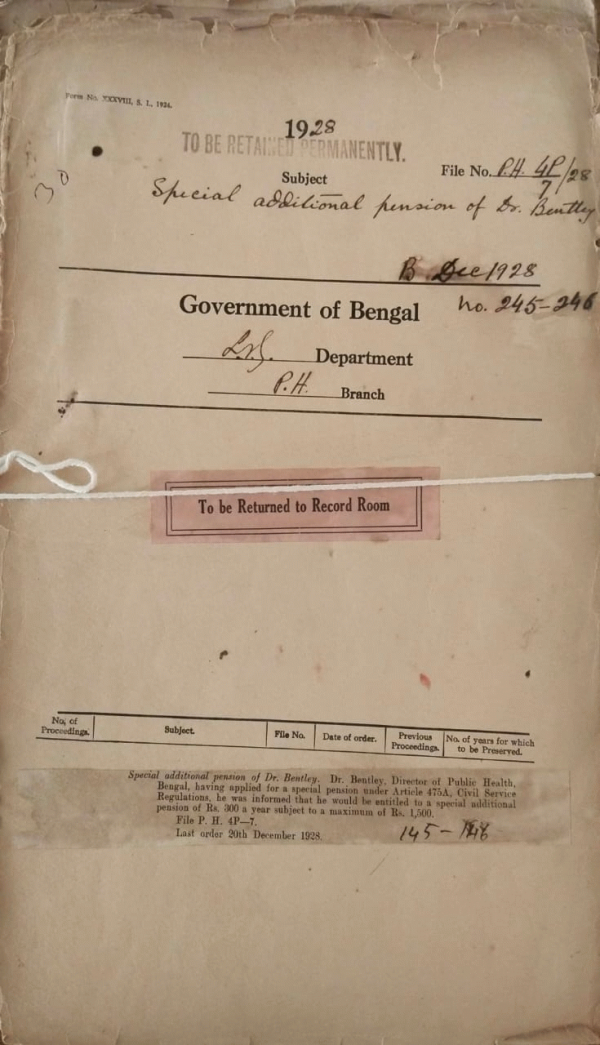 Form No. XXXVIII, S. L., 1924.
1928
TO BE RETAINED PERMANENTLY.
File No. P.H. 4P/7/28
Subject
Special additional pension of Dr. Bentley
30
B Dec 1928
Government of Bengal
No. 245-246
Department
P.H. Branch
To be Returned to Record Room
No. of Proceedings. Subject. File No. Date of order. Previous Proceedings. No. of years for which to be Preserved.
Special additional pension of Dr. Bentley. Dr. Bentley, Director of Public Health,
Bengal, having applied for a special pension under Article 475A, Civil Service
Regulations, he was informed that he would be entitled to a special additional
pension of Rs. 300 a year subject to a maximum of Rs. 1,500.
File P. H. 4P—7.
Last order 20th December 1928.
145 -